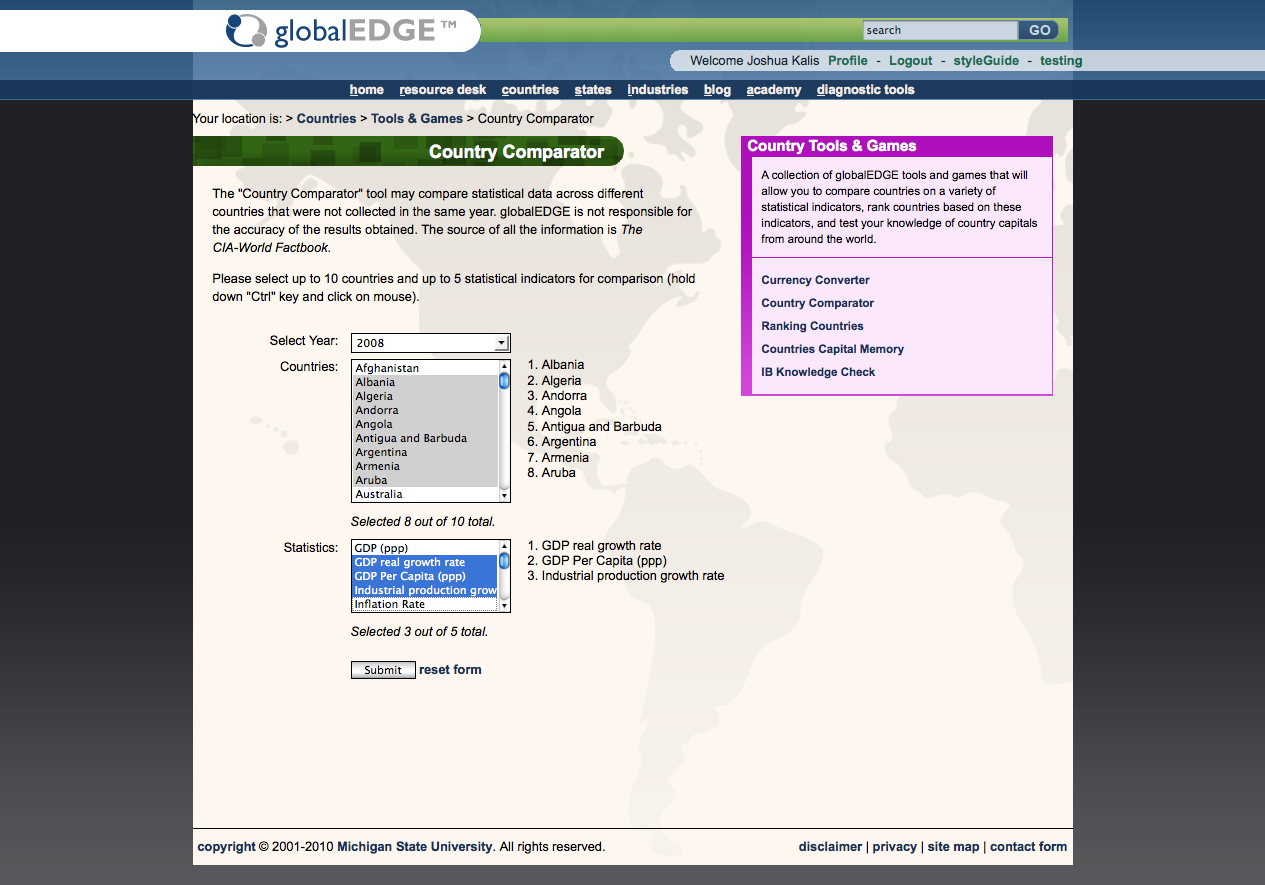 globalEDGE™
search GO
Welcome Joshua Kalis Profile - Logout - styleGuide - testing
home resource desk countries states industries blog academy diagnostic tools
Your location is: > Countries > Tools & Games > Country Comparator
Country Comparator
The "Country Comparator" tool may compare statistical data across different
countries that were not collected in the same year. globalEDGE is not responsible for
the accuracy of the results obtained. The source of all the information is The
CIA-World Factbook.
Please select up to 10 countries and up to 5 statistical indicators for comparison (hold
down "Ctrl" key and click on mouse).
Select Year: 2008
Countries:
Afghanistan
Albania
Algeria
Andorra
Angola
Antigua and Barbuda
Argentina
Armenia
Aruba
Australia
1. Albania
2. Algeria
3. Andorra
4. Angola
5. Antigua and Barbuda
6. Argentina
7. Armenia
8. Aruba
Selected 8 out of 10 total.
Statistics:
GDP (ppp)
GDP real growth rate
GDP Per Capita (ppp)
Industrial production grow
Inflation Rate
1. GDP real growth rate
2. GDP Per Capita (ppp)
3. Industrial production growth rate
Selected 3 out of 5 total.
Submit reset form
Country Tools & Games
A collection of globalEDGE tools and games that will
allow you to compare countries on a variety of
statistical indicators, rank countries based on these
indicators, and test your knowledge of country capitals
from around the world.
Currency Converter
Country Comparator
Ranking Countries
Countries Capital Memory
IB Knowledge Check
copyright © 2001-2010 Michigan State University. All rights reserved.
disclaimer | privacy | site map | contact form